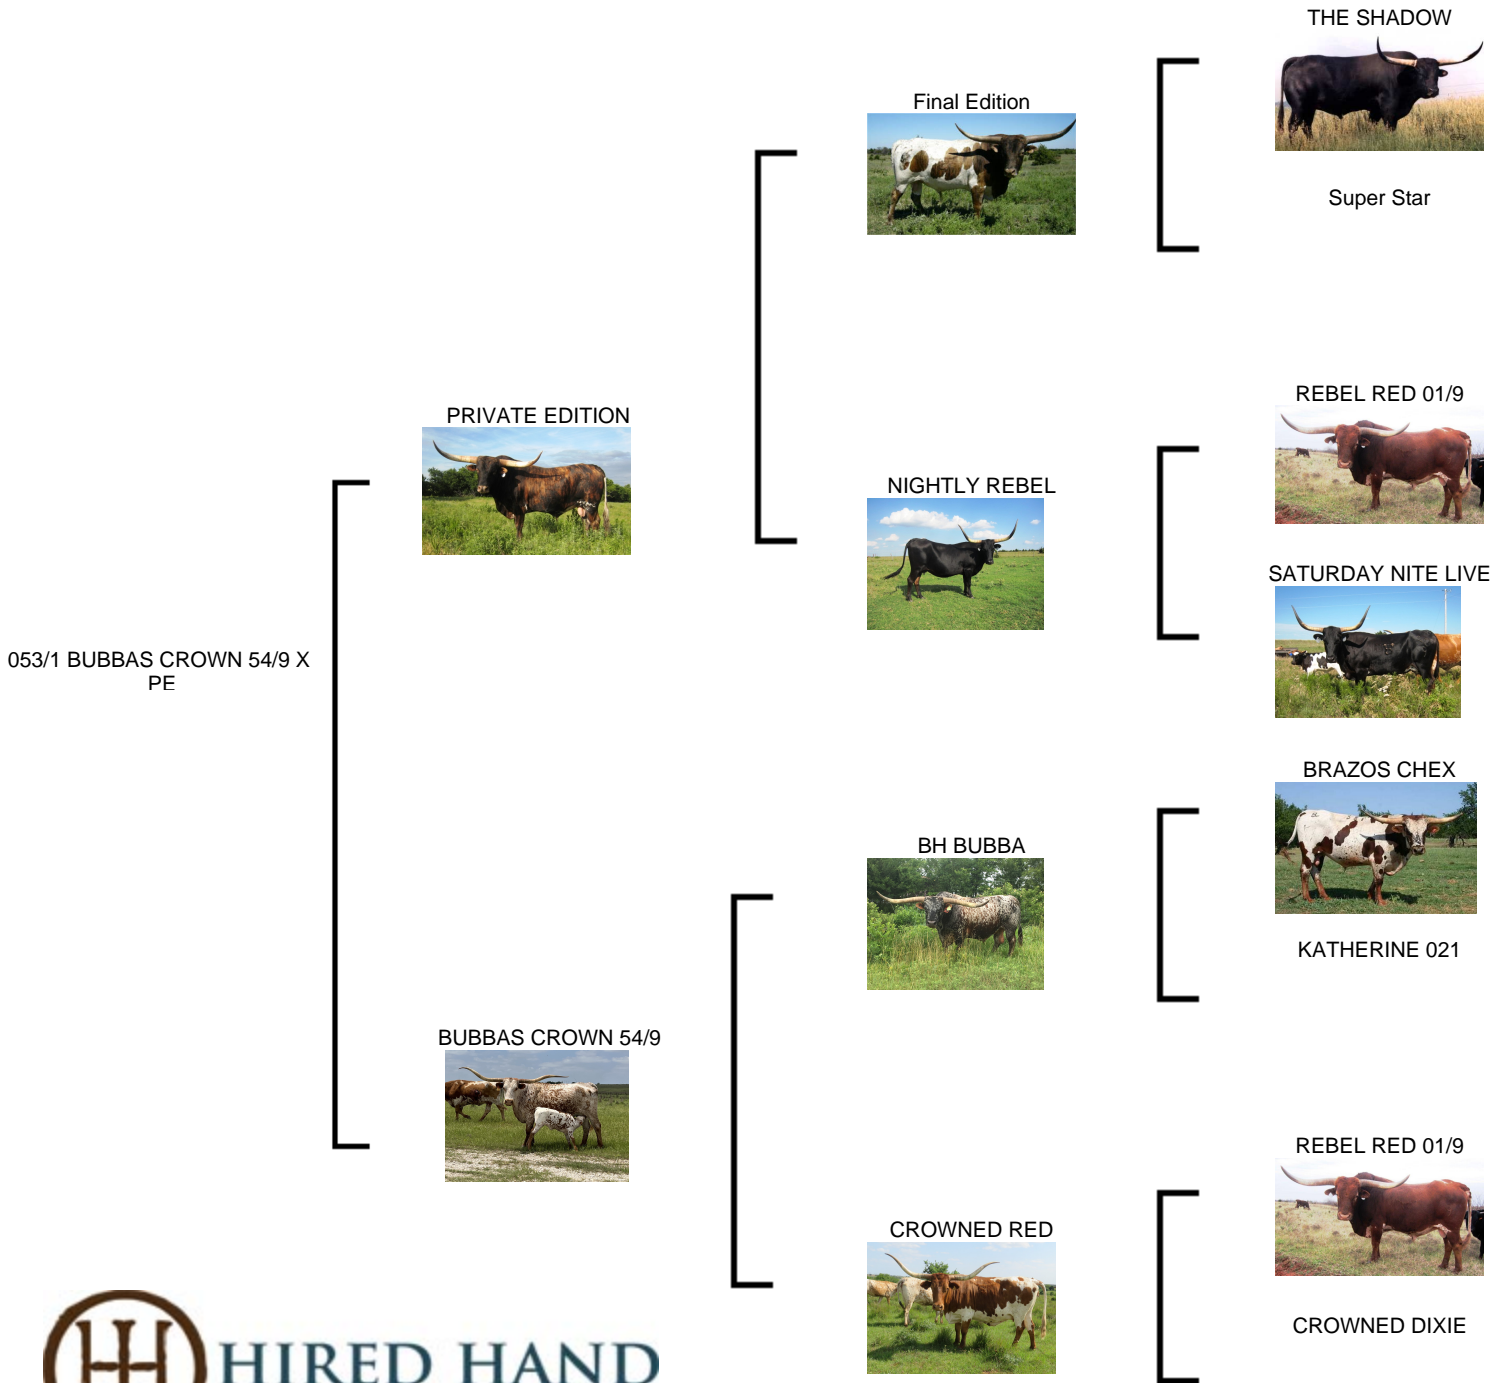 THE SHADOW
Final Edition
Super Star
REBEL RED 01/9
PRIVATE EDITION
NIGHTLY REBEL
SATURDAY NITE LIVE
053/1 BUBBAS CROWN 54/9 X
PE
BRAZOS CHEX
BH BUBBA
KATHERINE 021
BUBBAS CROWN 54/9
REBEL RED 01/9
CROWNED RED
CROWNED DIXIE
HIRED HAND